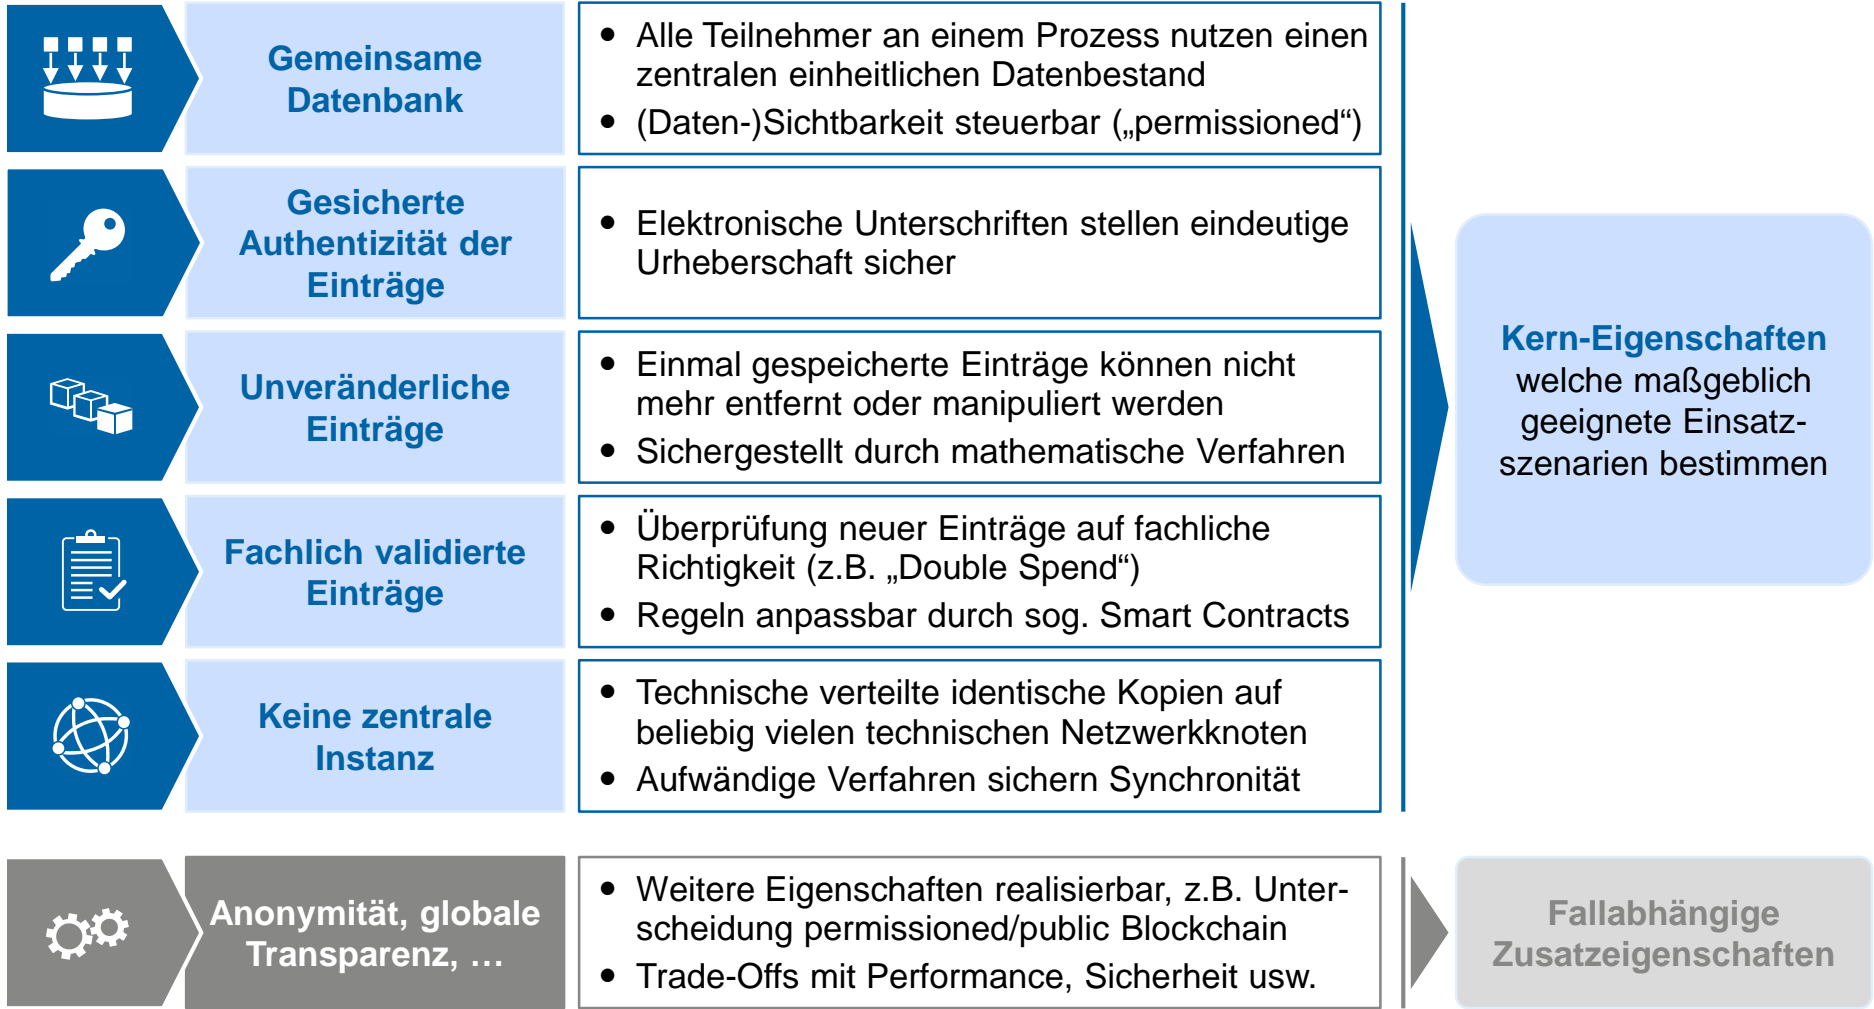 Gemeinsame
Datenbank
• Alle Teilnehmer an einem Prozess nutzen einen
zentralen einheitlichen Datenbestand
• (Daten-)Sichtbarkeit steuerbar („permissioned“)
Gesicherte
Authentizität der
Einträge
• Elektronische Unterschriften stellen eindeutige
Urheberschaft sicher
Unveränderliche
Einträge
• Einmal gespeicherte Einträge können nicht
mehr entfernt oder manipuliert werden
• Sichergestellt durch mathematische Verfahren
Fachlich validierte
Einträge
• Überprüfung neuer Einträge auf fachliche
Richtigkeit (z.B. „Double Spend“)
• Regeln anpassbar durch sog. Smart Contracts
Keine zentrale
Instanz
• Technische verteilte identische Kopien auf
beliebig vielen technischen Netzwerkknoten
• Aufwändige Verfahren sichern Synchronität
Kern-Eigenschaften
welche maßgeblich
geeignete Einsatz-
szenarien bestimmen
Anonymität, globale
Transparenz, …
• Weitere Eigenschaften realisierbar, z.B. Unter-
scheidung permissioned/public Blockchain
• Trade-Offs mit Performance, Sicherheit usw.
Fallabhängige
Zusatzeigenschaften